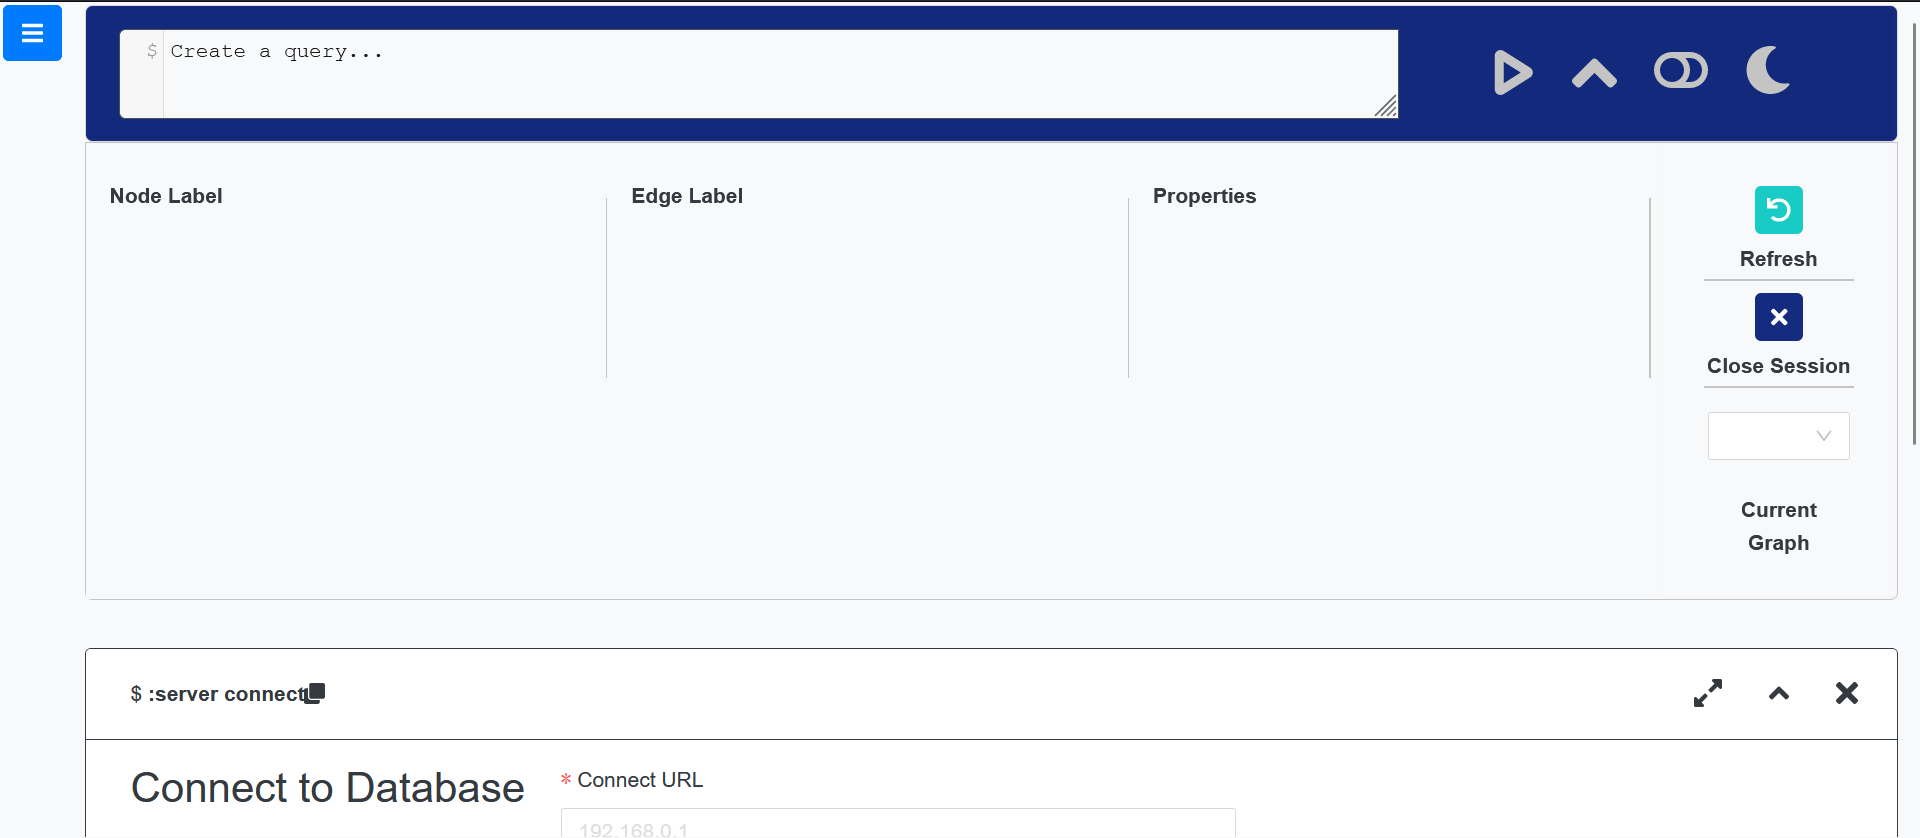 $ Create a query...
Node Label
Edge Label
Properties
Refresh
Close Session
Current
Graph
$ :server connect
Connect to Database
* Connect URL
192.168.0.1